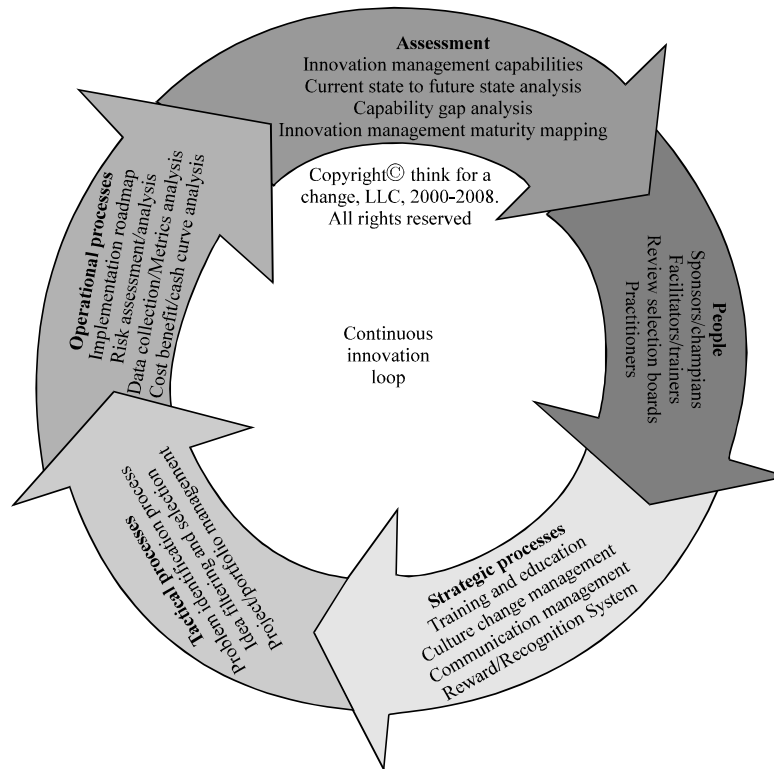 Assessment
Innovation management capabilities
Current state to future state analysis
Capability gap analysis
Innovation management maturity mapping
Copyright© think for a
change, LLC, 2000-2008.
All rights reserved
Continuous
innovation
loop
People
Sponsors/champians
Facilitators/trainers
Review selection boards
Practitioners
Strategic processes
Training and education
Culture change management
Communication management
Reward/Recognition System
Tactical processes
Problem identification process
Idea filtering and selection
Project/portfolio management
Operational processes
Implementation roadmap
Risk assessment/analysis
Data collection/Metrics analysis
Cost benefit/cash curve analysis